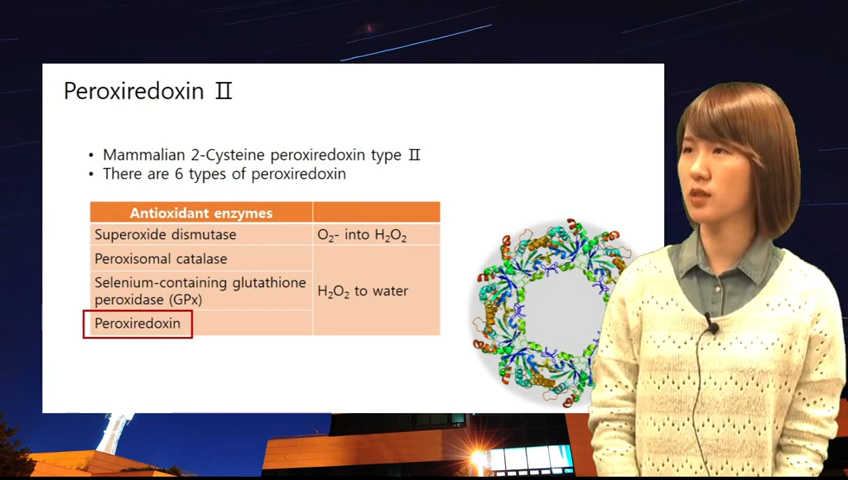 Peroxiredoxin Ⅱ
• Mammalian 2-Cysteine peroxiredoxin type Ⅱ
• There are 6 types of peroxiredoxin
Antioxidant enzymes
Superoxide dismutase O₂- into H₂O₂
Peroxisomal catalase
Selenium-containing glutathione
peroxidase (GPx)
H₂O₂ to water
Peroxiredoxin